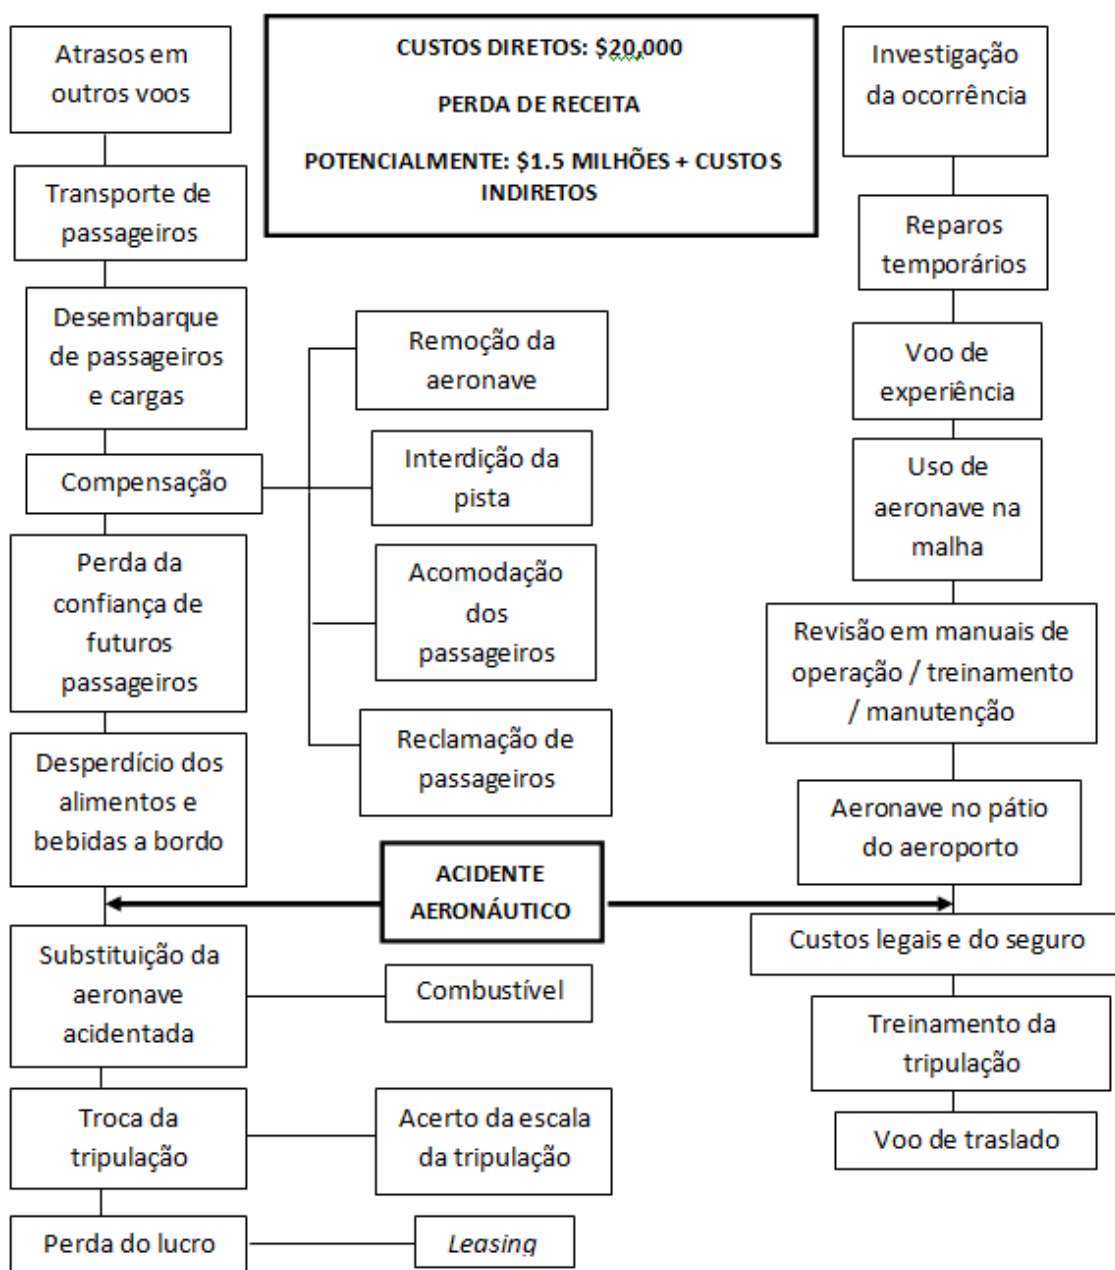 Atrasos em
outros voos
Transporte de
passageiros
Desembarque
de passageiros
e cargas
Compensação
Perda da
confiança de
futuros
passageiros
Desperdício dos
alimentos e
bebidas a bordo
Substituição da
aeronave
acidentada
Troca da
tripulação
Perda do lucro
CUSTOS DIRETOS: $20,000
PERDA DE RECEITA
POTENCIALMENTE: $1.5 MILHÕES + CUSTOS
INDIRETOS
Remoção da
aeronave
Interdição da
pista
Acomodação
dos
passageiros
Reclamação de
passageiros
ACIDENTE
AERONÁUTICO
Combustível
Acerto da escala
da tripulação
Leasing
Investigação
da ocorrência
Reparos
temporários
Voo de
experiência
Uso de
aeronave na
malha
Revisão em manuais de
operação / treinamento
/ manutenção
Aeronave no pátio
do aeroporto
Custos legais e do seguro
Treinamento da
tripulação
Voo de traslado